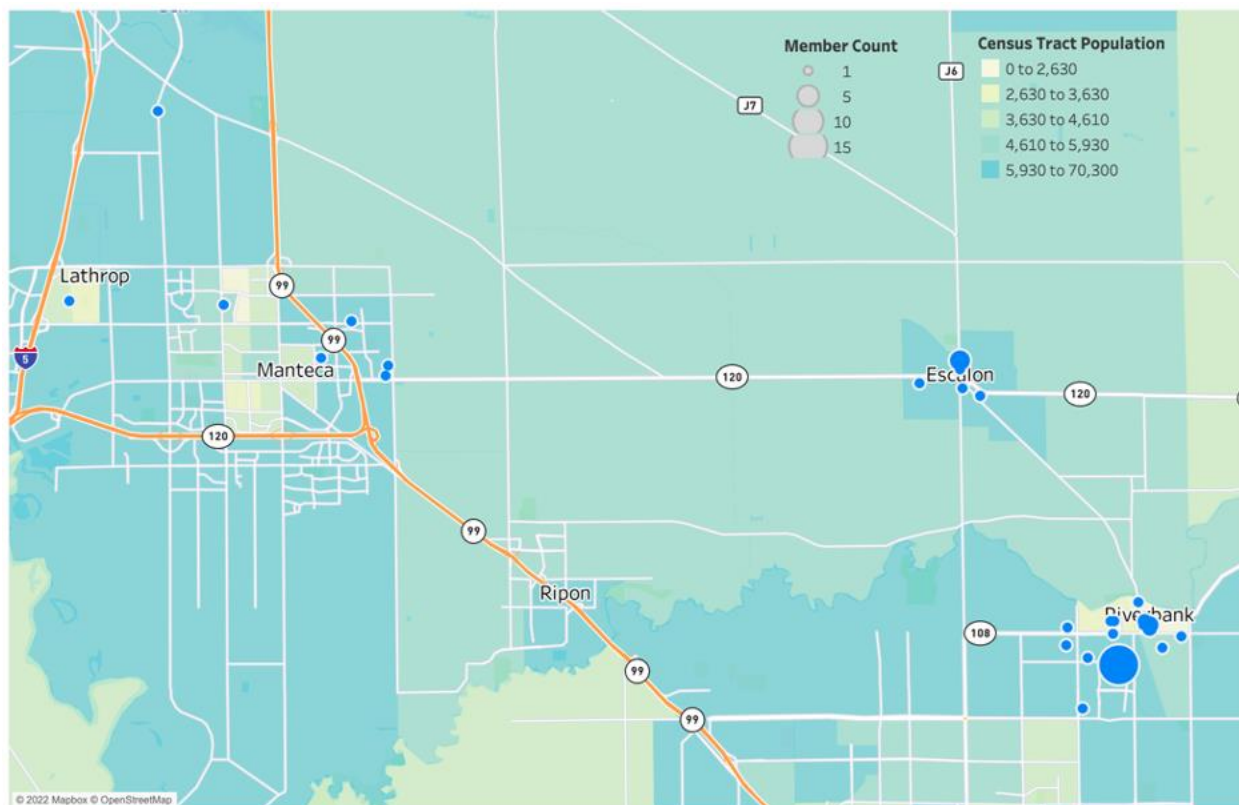 Member Count
1
5
10
15
Census Tract Population
0 to 2,630
2,630 to 3,630
3,630 to 4,610
4,610 to 5,930
5,930 to 70,300
J6
J7
Lathrop
99
5
99
Manteca
120
Escalon
120
120
99
Ripon
Riverbank
108
99
99
© 2022 Mapbox © OpenStreetMap